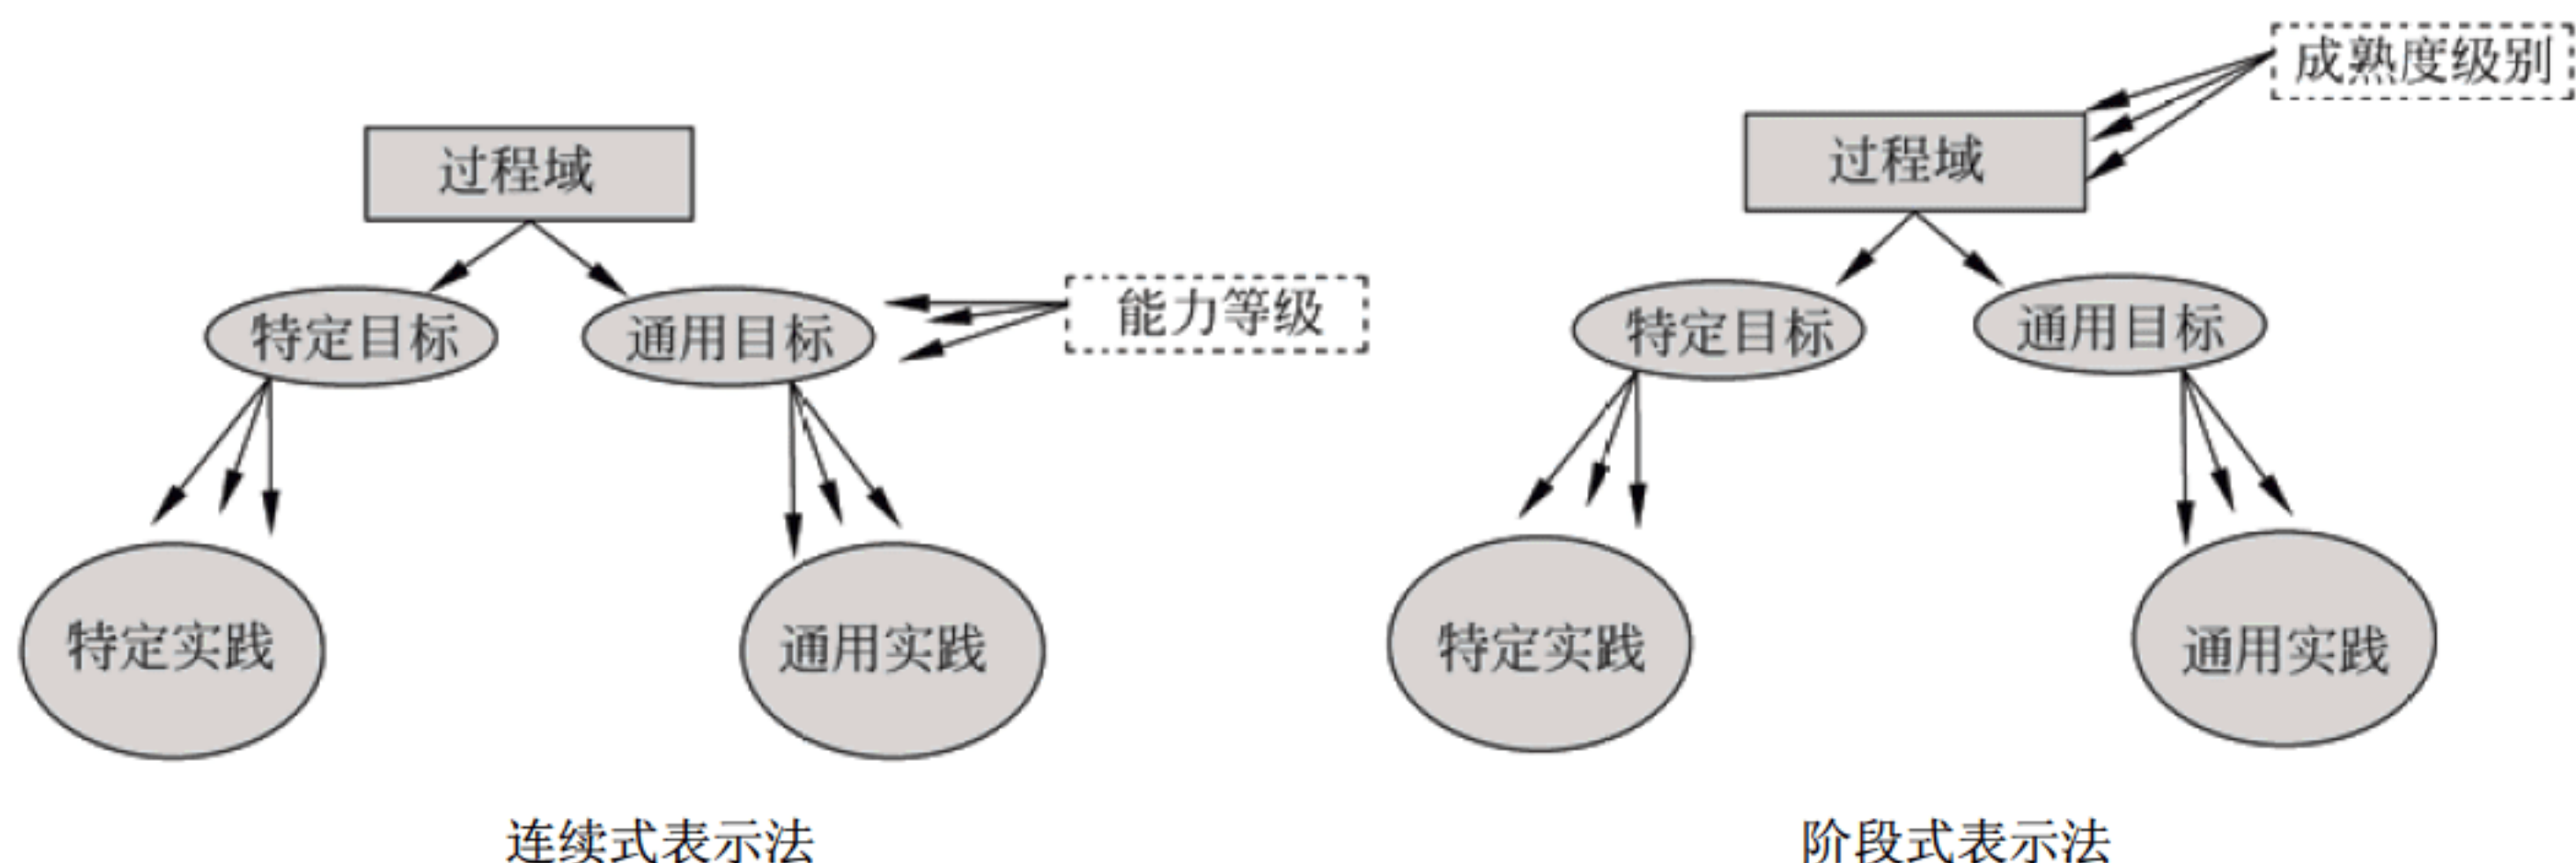 过程域
特定目标
通用目标
能力等级
特定实践
通用实践
连续式表示法
成熟度级别
过程域
特定目标
通用目标
特定实践
通用实践
阶段式表示法